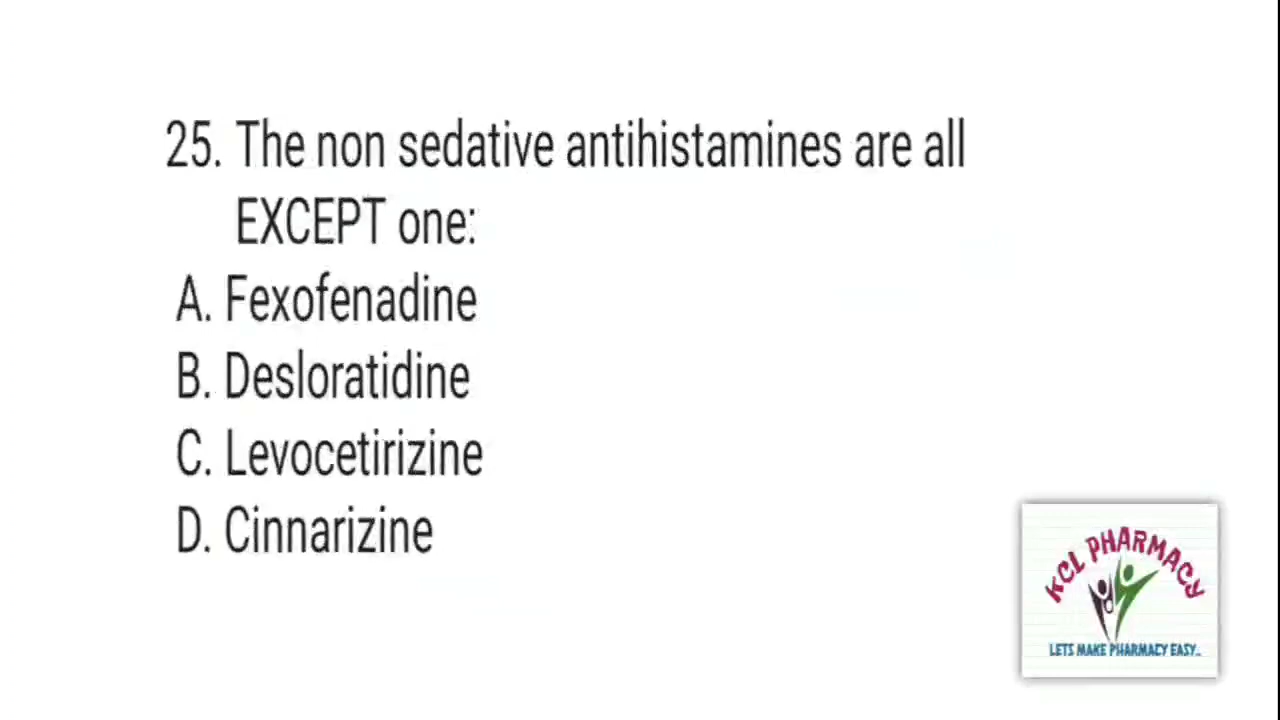 25. The non sedative antihistamines are all
EXCEPT one:
A. Fexofenadine
B. Desloratidine
C. Levocetirizine
D. Cinnarizine
KCL PHARMACY
LETS MAKE PHARMACY EASY..